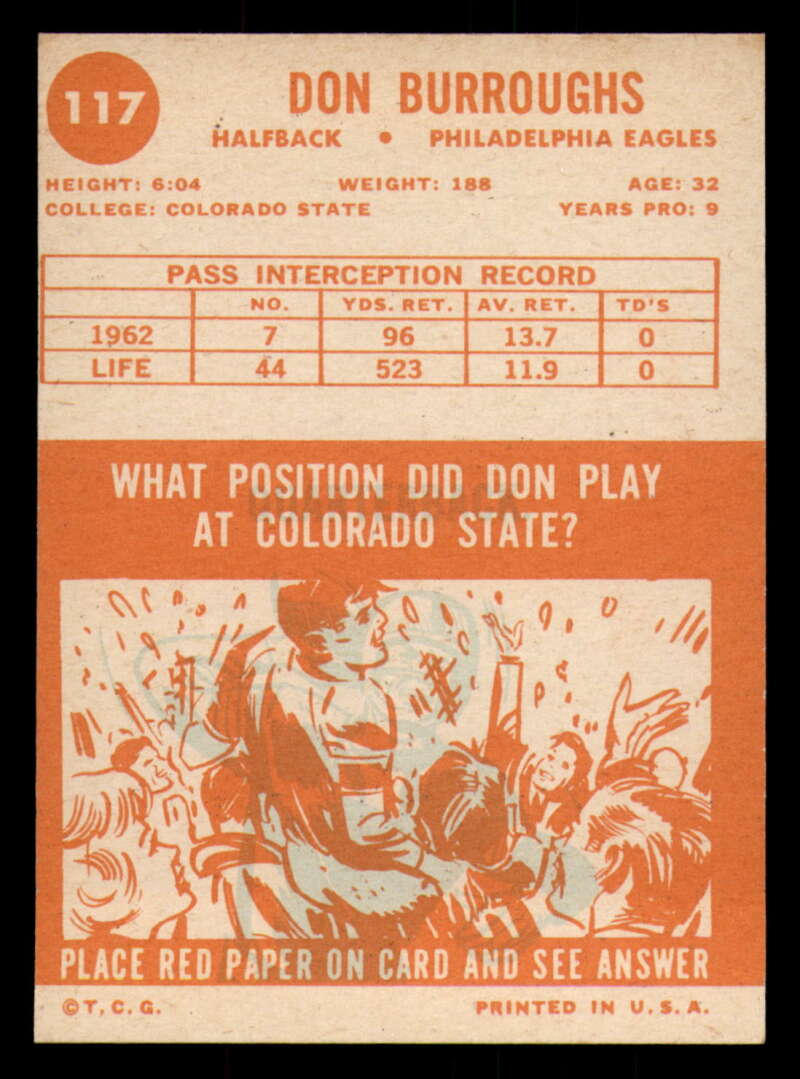 117
DON BURROUGHS
HALFBACK • PHILADELPHIA EAGLES
HEIGHT: 6:04 WEIGHT: 188 AGE: 32
COLLEGE: COLORADO STATE YEARS PRO: 9
PASS INTERCEPTION RECORD
NO. YDS. RET. AV. RET. TD'S
1962 7 96 13.7 0
LIFE 44 523 11.9 0
WHAT POSITION DID DON PLAY
QUARTERBACK
AT COLORADO STATE?
PLACE RED PAPER ON CARD AND SEE ANSWER
©T.C.G. PRINTED IN U.S.A.